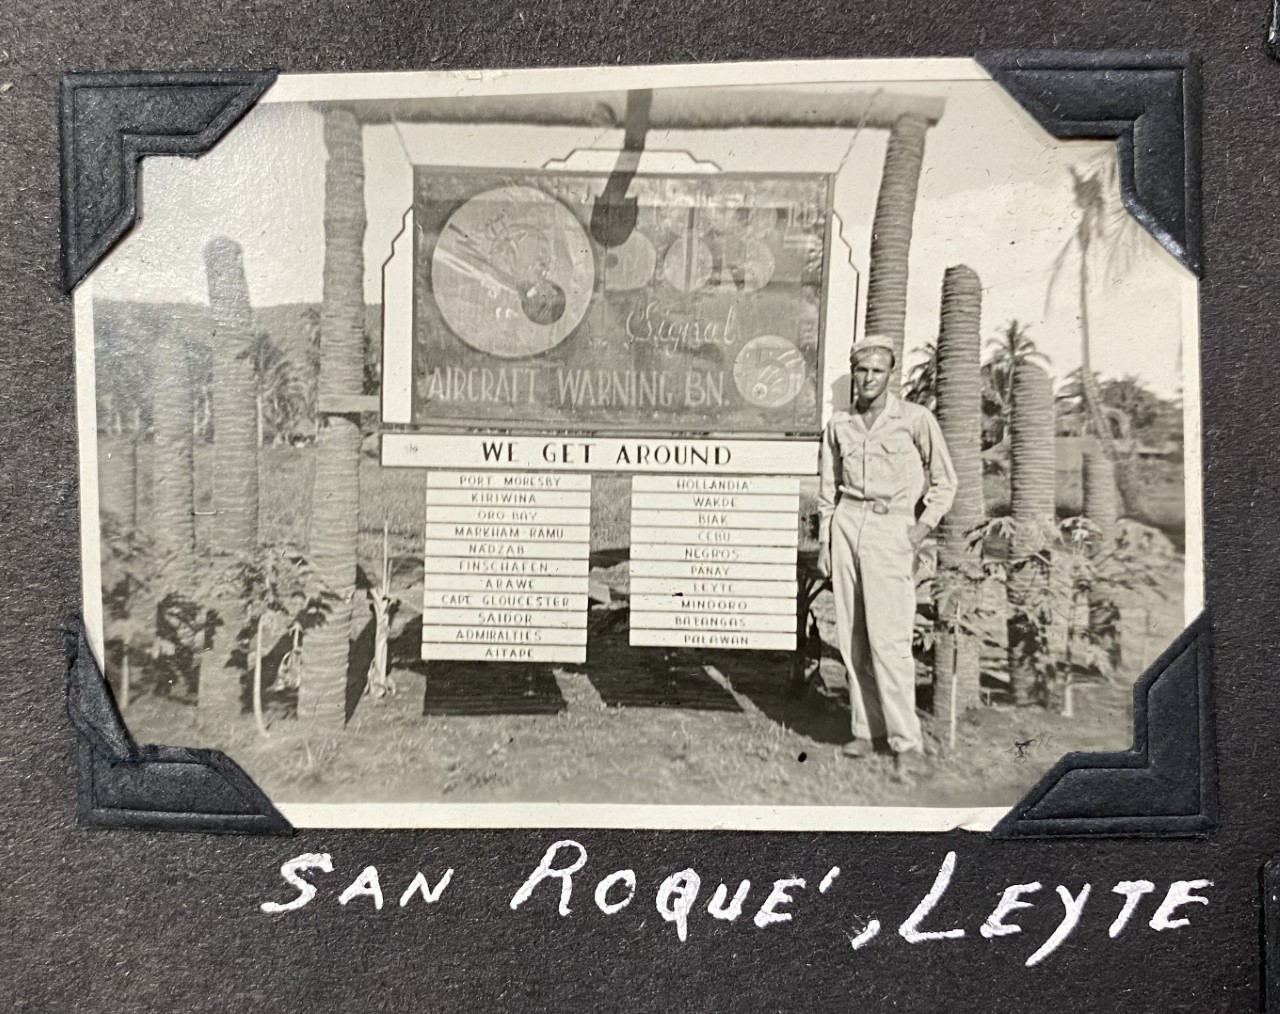 Signal
AIRCRAFT WARNING BN.
WE GET AROUND
PORT MORESBY
KIRIWINA
ORO BAY
MARKHAM-RAMU
NADZAB
FINSCHAFEN
ARAWE
CAPE GLOUCESTER
SAIDOR
ADMIRALTIES
AITAPE
HOLLANDIA
WAKDE
BIAK
CEBU
NEGROS
PANAY
LEYTE
MINDORO
BATANGAS
PALAWAN
SAN ROQUE', LEYTE